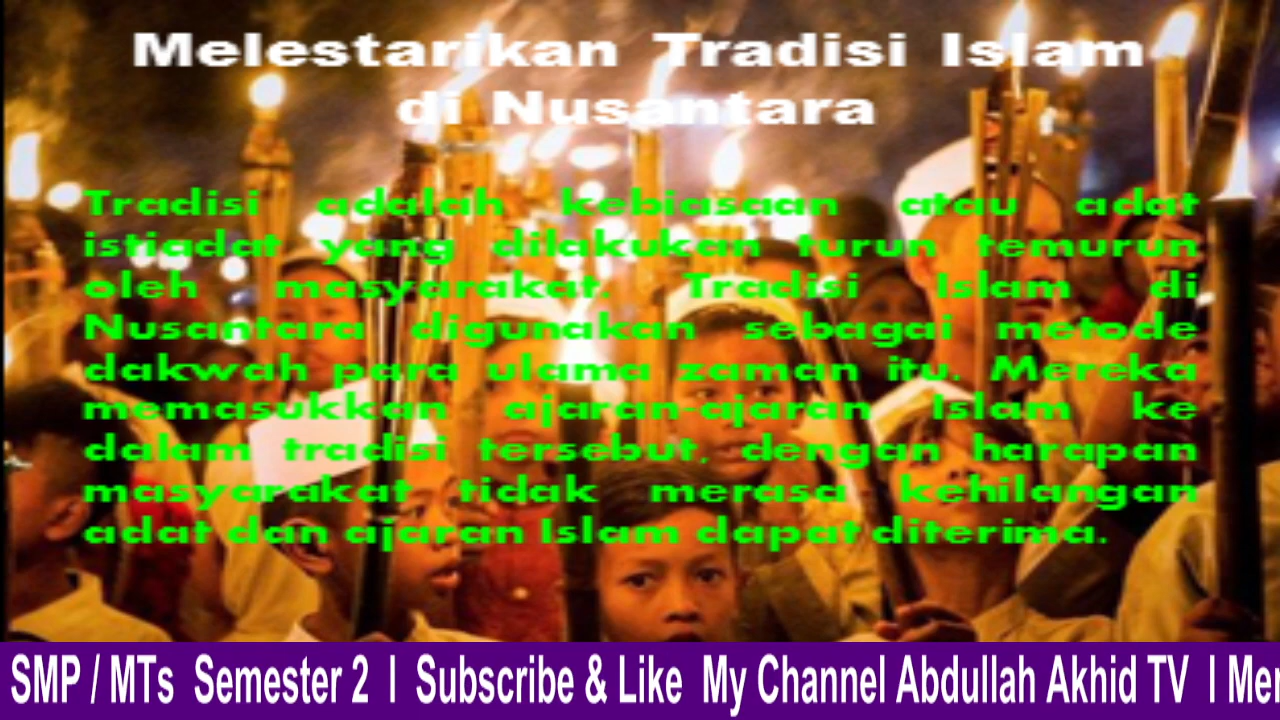 Melestarikan Tradisi Islam
di Nusantara
Tradisi adalah kebiasaan atau adat
istiadat yang dilakukan turun temurun
oleh masyarakat. Tradisi Islam di
Nusantara digunakan sebagai metode
dakwah para ulama zaman itu. Mereka
memasukkan ajaran-ajaran Islam ke
dalam tradisi tersebut, dengan harapan
masyarakat tidak merasa kehilangan
adat dan ajaran Islam dapat diterima.
SMP / MTs Semester 2 I Subscribe & Like My Channel Abdullah Akhid TV I